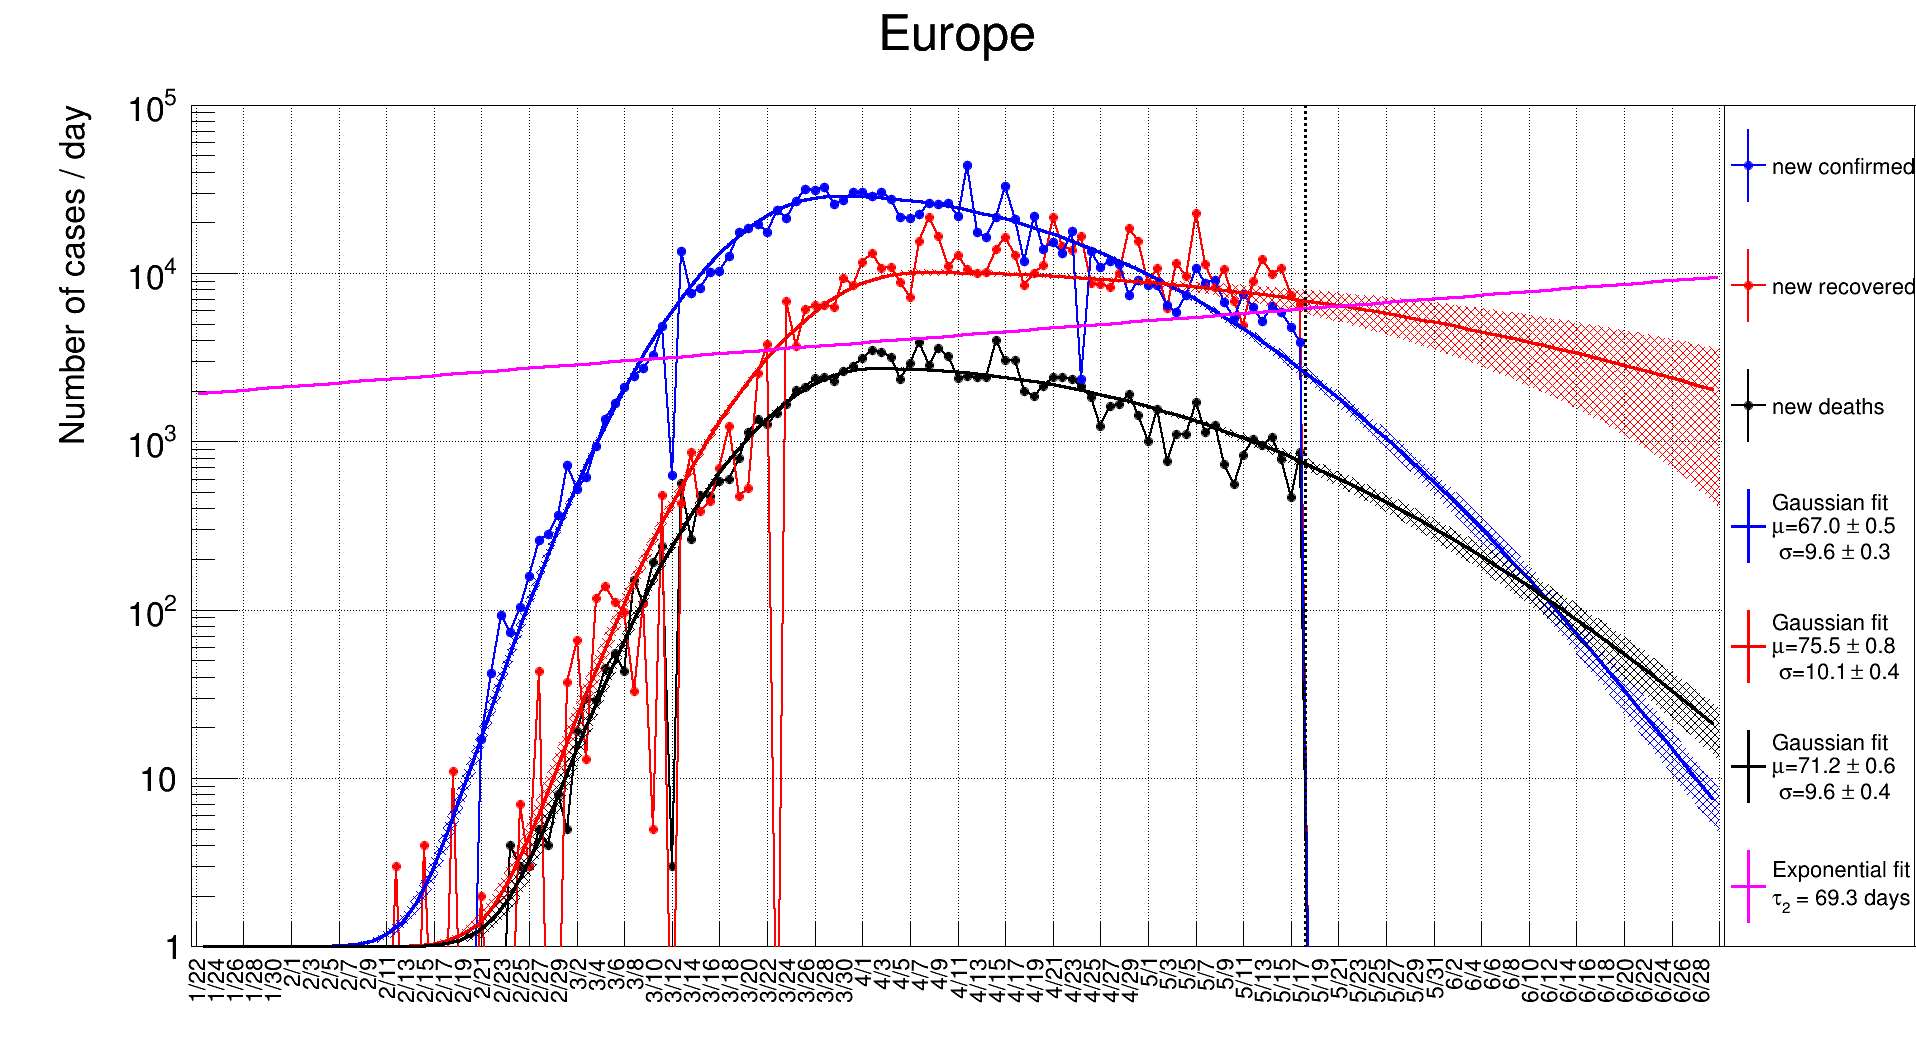 Europe
Number of cases / day
10^5
10^4
10^3
10^2
10
1
1/22 1/24 1/26 1/28 1/30 2/1 2/3 2/5 2/7 2/9 2/11 2/13 2/15 2/17 2/19 2/21 2/23 2/25 2/27 2/29 3/2 3/4 3/6 3/8 3/10 3/12 3/14 3/16 3/18 3/20 3/22 3/24 3/26 3/28 3/30 4/1 4/3 4/5 4/7 4/9 4/11 4/13 4/15 4/17 4/19 4/21 4/23 4/25 4/27 4/29 5/1 5/3 5/5 5/7 5/9 5/11 5/13 5/15 5/17 5/19 5/21 5/23 5/25 5/27 5/29 5/31 6/2 6/4 6/6 6/8 6/10 6/12 6/14 6/16 6/18 6/20 6/22 6/24 6/26 6/28
new confirmed
new recovered
new deaths
Gaussian fit
μ=67.0 ± 0.5
σ=9.6 ± 0.3
Gaussian fit
μ=75.5 ± 0.8
σ=10.1 ± 0.4
Gaussian fit
μ=71.2 ± 0.6
σ=9.6 ± 0.4
Exponential fit
τ₂ = 69.3 days